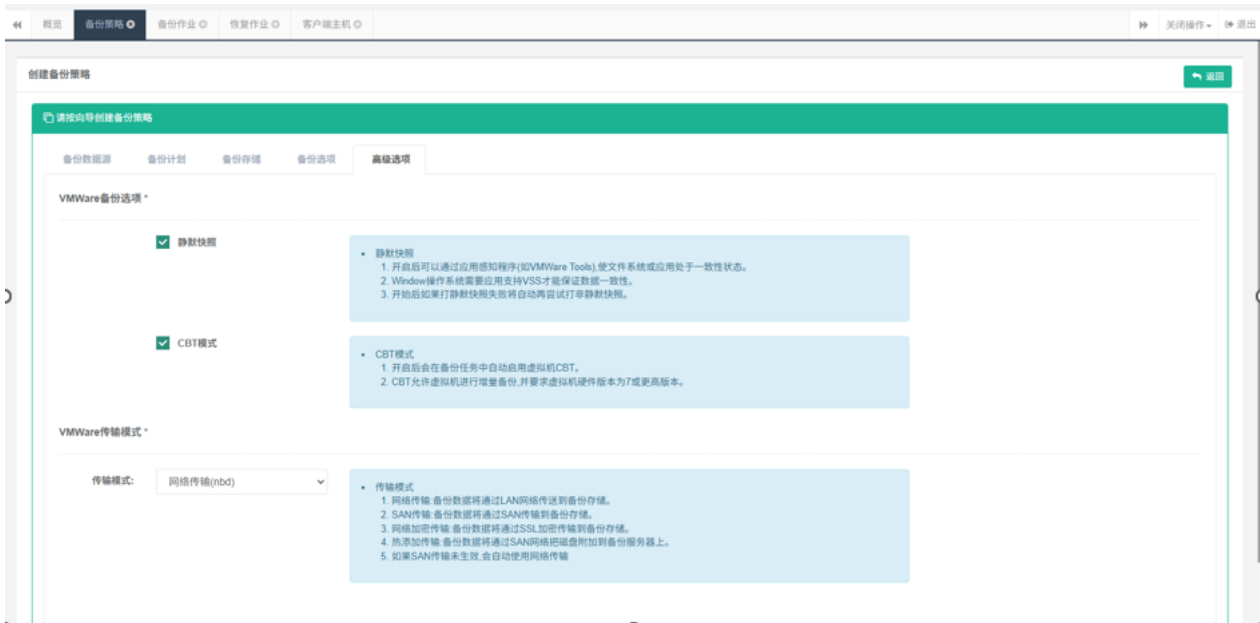 概览 备份策略 备份作业 恢复作业 客户端主机 关闭操作 退出
创建备份策略 返回
请按向导创建备份策略
备份数据源 备份计划 备份存储 备份选项 高级选项
VMWare备份选项 *
静默快照
• 静默快照
1. 开启后可以通过应用感知程序(如VMWare Tools),使文件系统或应用处于一致性状态。
2. Window操作系统需要应用支持VSS才能保证数据一致性。
3. 开始后如果打静默快照失败将自动再尝试打非静默快照。
CBT模式
• CBT模式
1. 开启后会在备份任务中自动启用虚拟机CBT。
2. CBT允许虚拟机进行增量备份,并要求虚拟机硬件版本为7或更高版本。
VMWare传输模式 *
传输模式: 网络传输(nbd)
• 传输模式
1. 网络传输:备份数据将通过LAN网络传送到备份存储。
2. SAN传输:备份数据将通过SAN传输到备份存储。
3. 网络加密传输:备份数据将通过SSL加密传输到备份存储。
4. 热添加传输:备份数据将通过SAN网络把磁盘附加到备份服务器上。
5. 如果SAN传输未生效,会自动使用网络传输